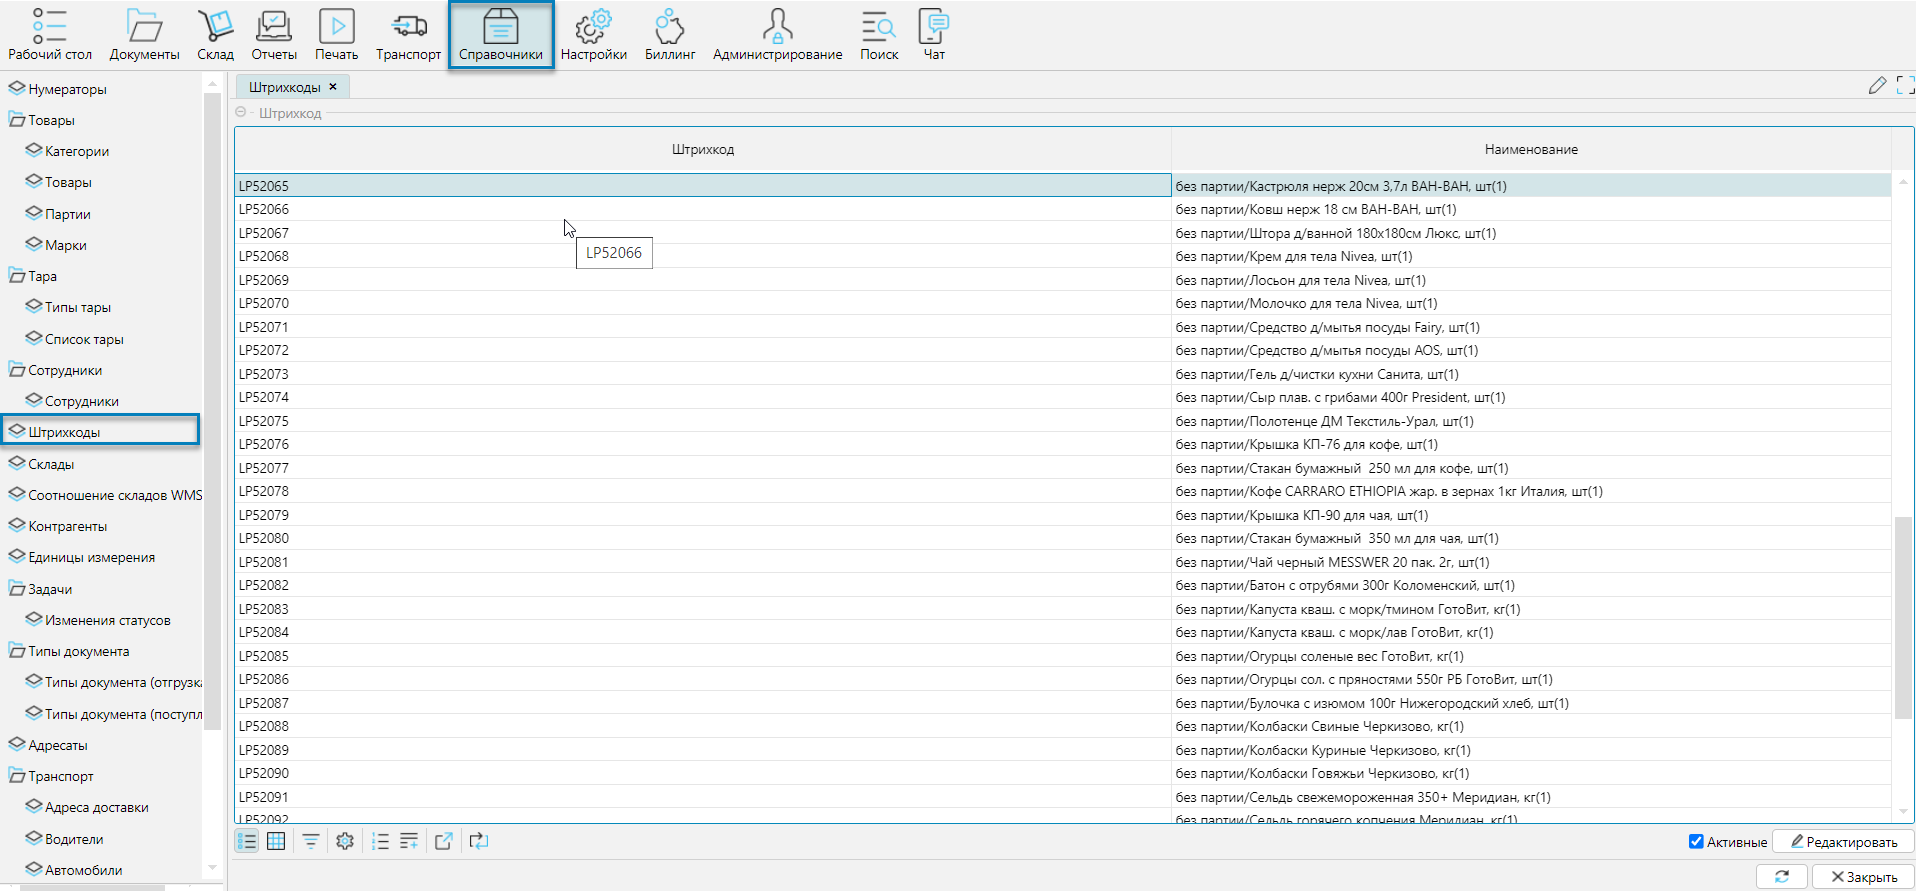 Рабочий стол
Документы
Склад
Отчеты
Печать
Транспорт
Справочники
Настройки
Биллинг
Администрирование
Поиск
Чат
Нумераторы
Товары
Категории
Товары
Партии
Марки
Тара
Типы тары
Список тары
Сотрудники
Сотрудники
Штрихкоды
Склады
Соотношение складов WMS
Контрагенты
Единицы измерения
Задачи
Изменения статусов
Типы документа
Типы документа (отгрузка
Типы документа (поступл
Адресаты
Транспорт
Адреса доставки
Водители
Автомобили
Штрихкоды ×
Штрихкод
Штрихкод Наименование
LP52065 без партии/Кастрюля нерж 20см 3,7л ВАН-ВАН, шт(1)
LP52066 без партии/Ковш нерж 18 см ВАН-ВАН, шт(1)
LP52067 без партии/Штора д/ванной 180х180см Люкс, шт(1)
LP52066
LP52068 без партии/Крем для тела Nivea, шт(1)
LP52069 без партии/Лосьон для тела Nivea, шт(1)
LP52070 без партии/Молочко для тела Nivea, шт(1)
LP52071 без партии/Средство д/мытья посуды Fairy, шт(1)
LP52072 без партии/Средство д/мытья посуды AOS, шт(1)
LP52073 без партии/Гель д/чистки кухни Санита, шт(1)
LP52074 без партии/Сыр плав. с грибами 400г President, шт(1)
LP52075 без партии/Полотенце ДМ Текстиль-Урал, шт(1)
LP52076 без партии/Крышка КП-76 для кофе, шт(1)
LP52077 без партии/Стакан бумажный 250 мл для кофе, шт(1)
LP52078 без партии/Кофе CARRARO ETHIOPIA жар. в зернах 1кг Италия, шт(1)
LP52079 без партии/Крышка КП-90 для чая, шт(1)
LP52080 без партии/Стакан бумажный 350 мл для чая, шт(1)
LP52081 без партии/Чай черный MESSWER 20 пак. 2г, шт(1)
LP52082 без партии/Батон с отрубями 300г Коломенский, шт(1)
LP52083 без партии/Капуста кваш. с морк/тмином ГотоВит, кг(1)
LP52084 без партии/Капуста кваш. с морк/лав ГотоВит, кг(1)
LP52085 без партии/Огурцы соленые вес ГотоВит, кг(1)
LP52086 без партии/Огурцы сол. с пряностями 550г РБ ГотоВит, шт(1)
LP52087 без партии/Булочка с изюмом 100г Нижегородский хлеб, шт(1)
LP52088 без партии/Колбаски Свиные Черкизово, кг(1)
LP52089 без партии/Колбаски Куриные Черкизово, кг(1)
LP52090 без партии/Колбаски Говяжьи Черкизово, кг(1)
LP52091 без партии/Сельдь свежемороженная 350+ Меридиан, кг(1)
LP52092 без партии/Сельдь горячего копчения Меридиан, кг(1)
Активные
Редактировать
Закрыть